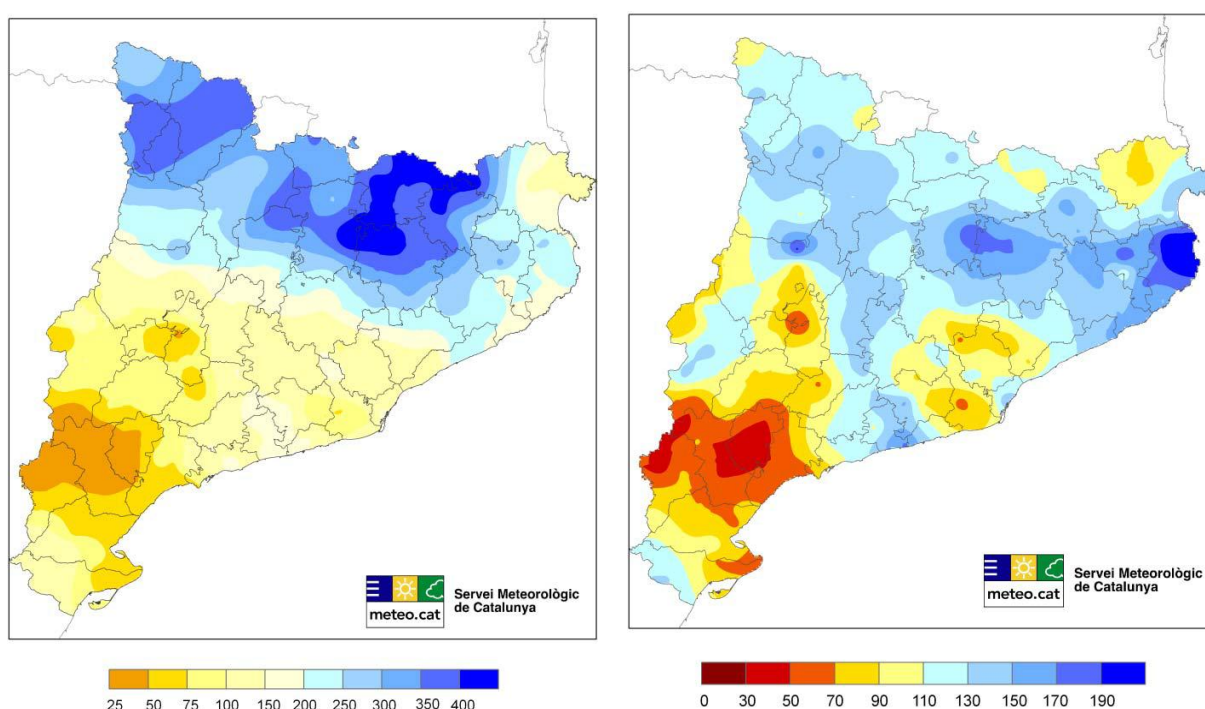 meteo.cat
Servei Meteorològic
de Catalunya
25 50 75 100 150 200 250 300 350 400
meteo.cat
Servei Meteorològic
de Catalunya
0 30 50 70 90 110 130 150 170 190